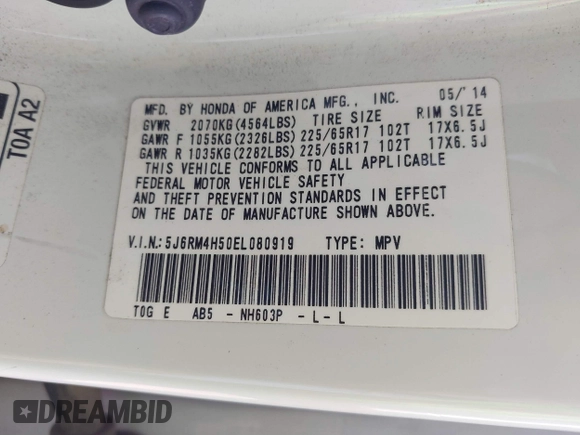 MFD. BY HONDA OF AMERICA MFG., INC. 05/'14
GVWR 2070KG(4564LBS) TIRE SIZE RIM SIZE
GAWR F 1055KG(2326LBS) 225/65R17 102T 17X6.5J
GAWR R 1035KG(2282LBS) 225/65R17 102T 17X6.5J
THIS VEHICLE CONFORMS TO ALL APPLICABLE
FEDERAL MOTOR VEHICLE SAFETY
AND THEFT PREVENTION STANDARDS IN EFFECT
ON THE DATE OF MANUFACTURE SHOWN ABOVE.
V.I.N.:5J6RM4H50EL080919 TYPE: MPV
T0G E AB5 - NH603P - L - L
T0A A2
DREAMBID